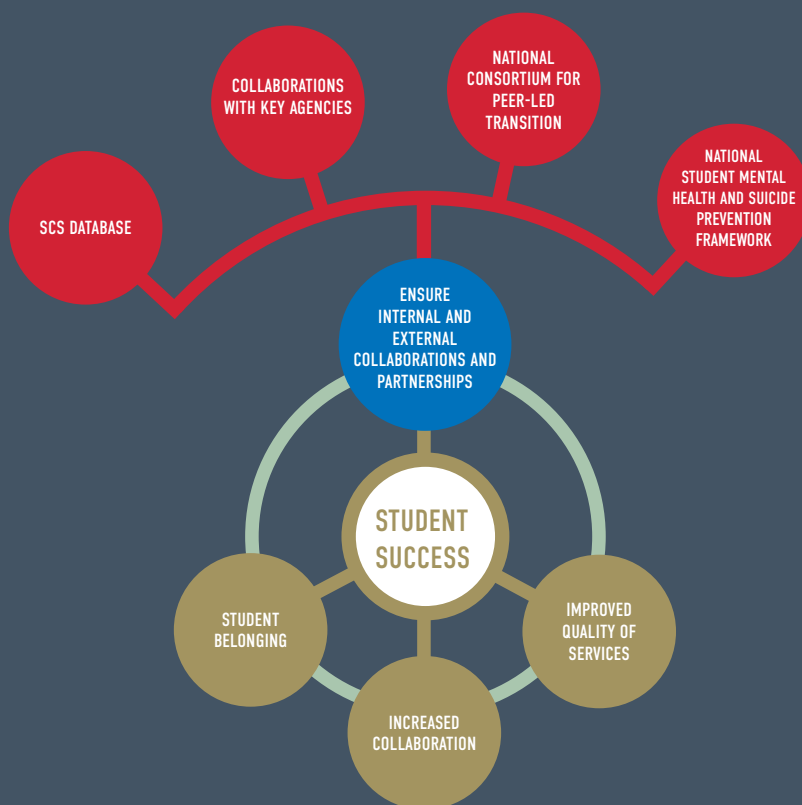 COLLABORATIONS
WITH KEY AGENCIES
NATIONAL
CONSORTIUM FOR
PEER-LED
TRANSITION
SCS DATABASE
NATIONAL
STUDENT MENTAL
HEALTH AND SUICIDE
PREVENTION
FRAMEWORK
ENSURE
INTERNAL AND
EXTERNAL
COLLABORATIONS AND
PARTNERSHIPS
STUDENT
SUCCESS
STUDENT
BELONGING
IMPROVED
QUALITY OF
SERVICES
INCREASED
COLLABORATION